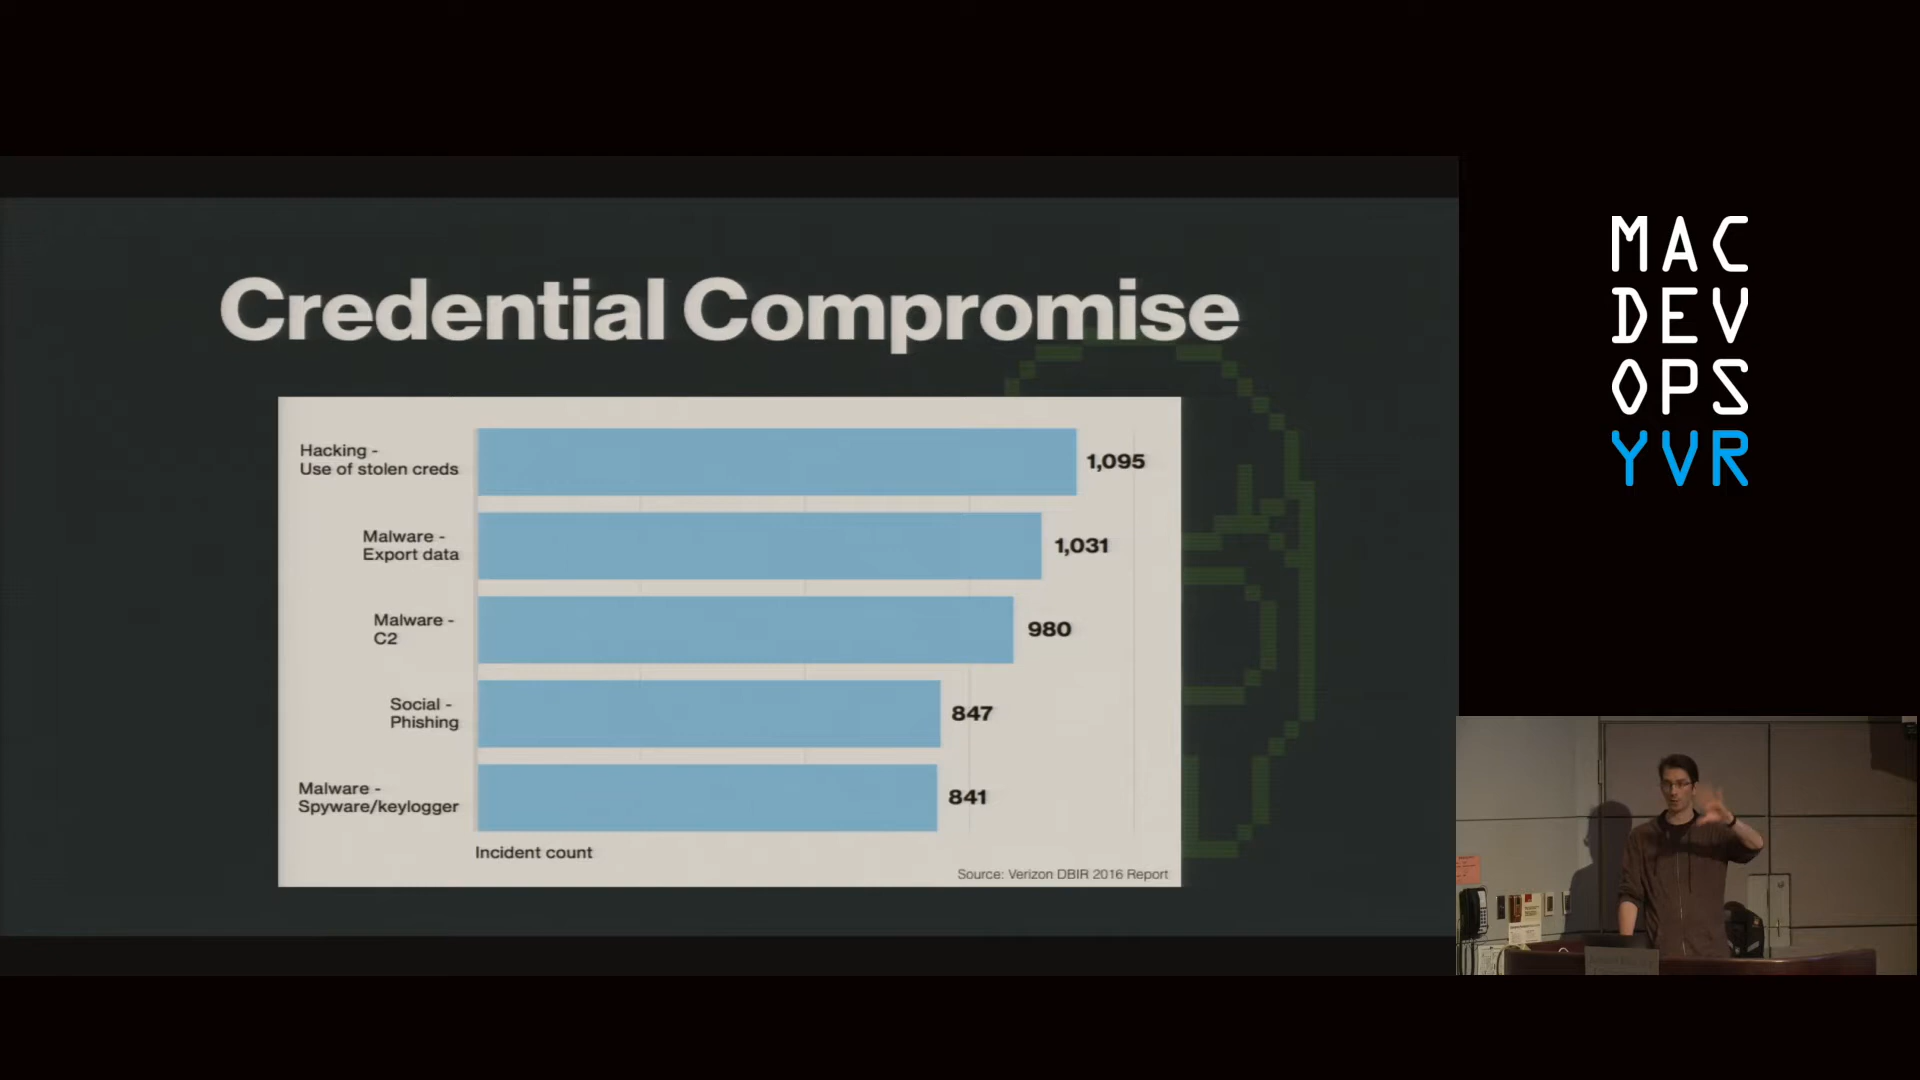 Credential Compromise
Hacking -
Use of stolen creds
1,095
Malware -
Export data
1,031
Malware -
C2
980
Social -
Phishing
847
Malware -
Spyware/keylogger
841
Incident count
Source: Verizon DBIR 2016 Report
MAC
DEV
OPS
YVR